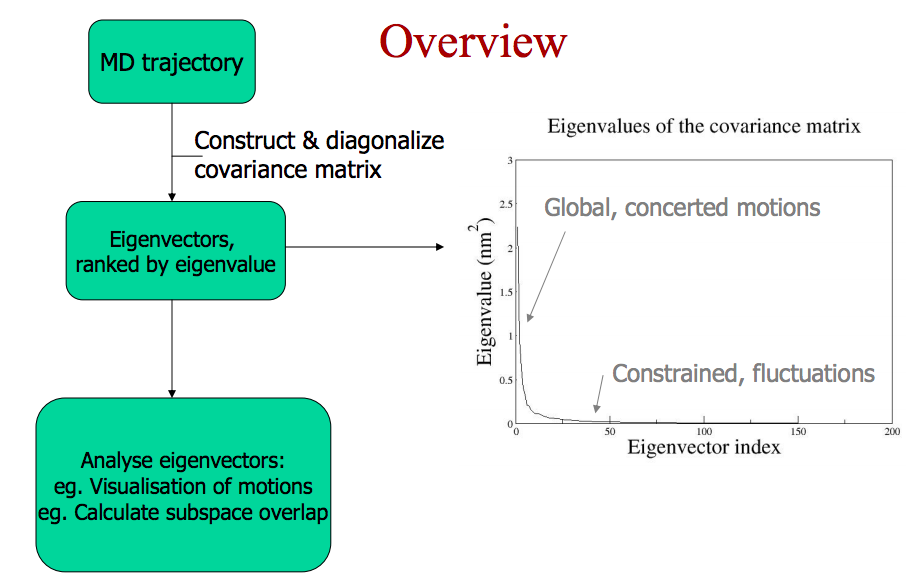 Overview
MD trajectory
Construct & diagonalize
covariance matrix
Eigenvectors,
ranked by eigenvalue
Analyse eigenvectors:
eg. Visualisation of motions
eg. Calculate subspace overlap
Eigenvalues of the covariance matrix
Global, concerted motions
Constrained, fluctuations
Eigenvalue (nm²)
3
2.5
2
1.5
1
0.5
0
0 50 100 150 200
Eigenvector index